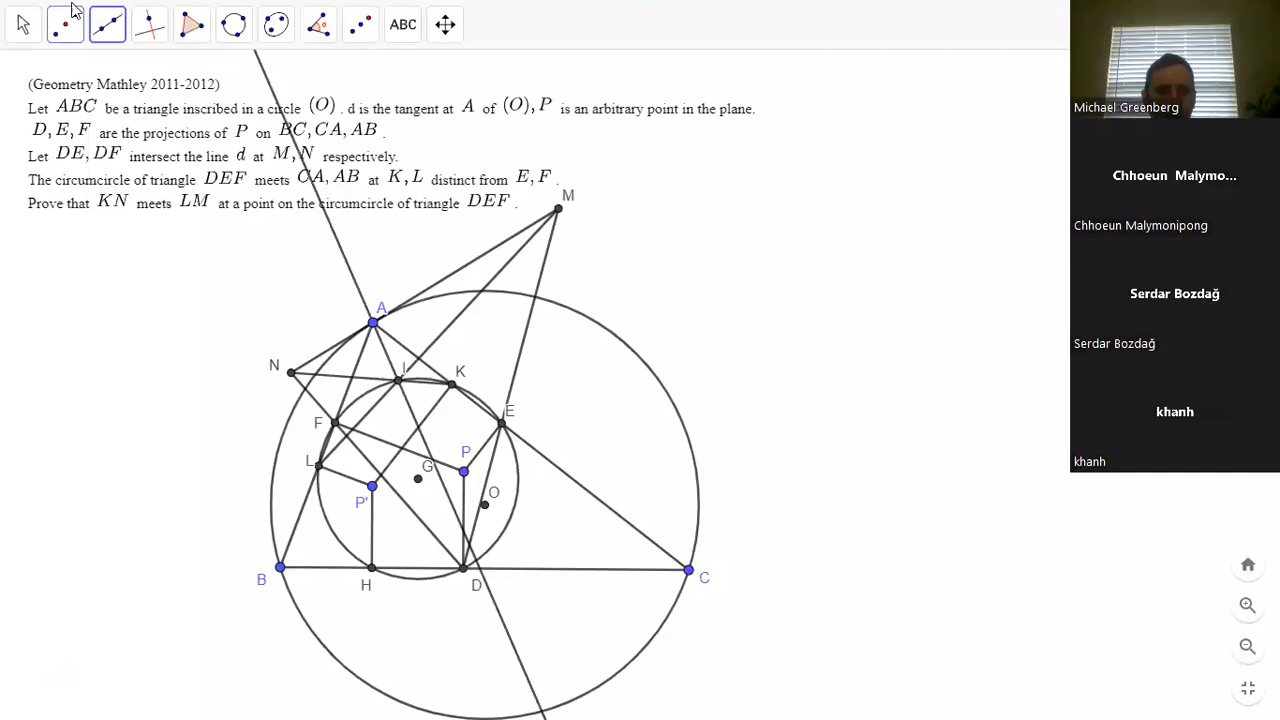 ABC
(Geometry Mathley 2011-2012)
Let ABC be a triangle inscribed in a circle (O) . d is the tangent at A of (O), P is an arbitrary point in the plane.
D, E, F are the projections of P on BC, CA, AB .
Let DE, DF intersect the line d at M, N respectively.
The circumcircle of triangle DEF meets CA, AB at K, L distinct from E, F .
Prove that KN meets LM at a point on the circumcircle of triangle DEF .
M
A
N
I
K
F
E
P
L
G
P'
O
B
H
D
C
Michael Greenberg
Chhoeun Malymo...
Chhoeun Malymonipong
Serdar Bozdağ
Serdar Bozdağ
khanh
khanh